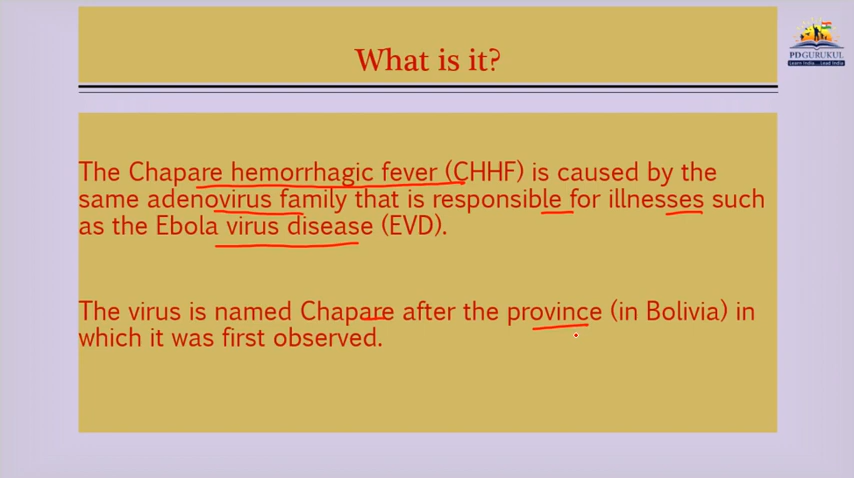 What is it?
PDGURUKUL
Learn India....Lead India
The Chapare hemorrhagic fever (CHHF) is caused by the
same adenovirus family that is responsible for illnesses such
as the Ebola virus disease (EVD).
The virus is named Chapare after the province (in Bolivia) in
which it was first observed.